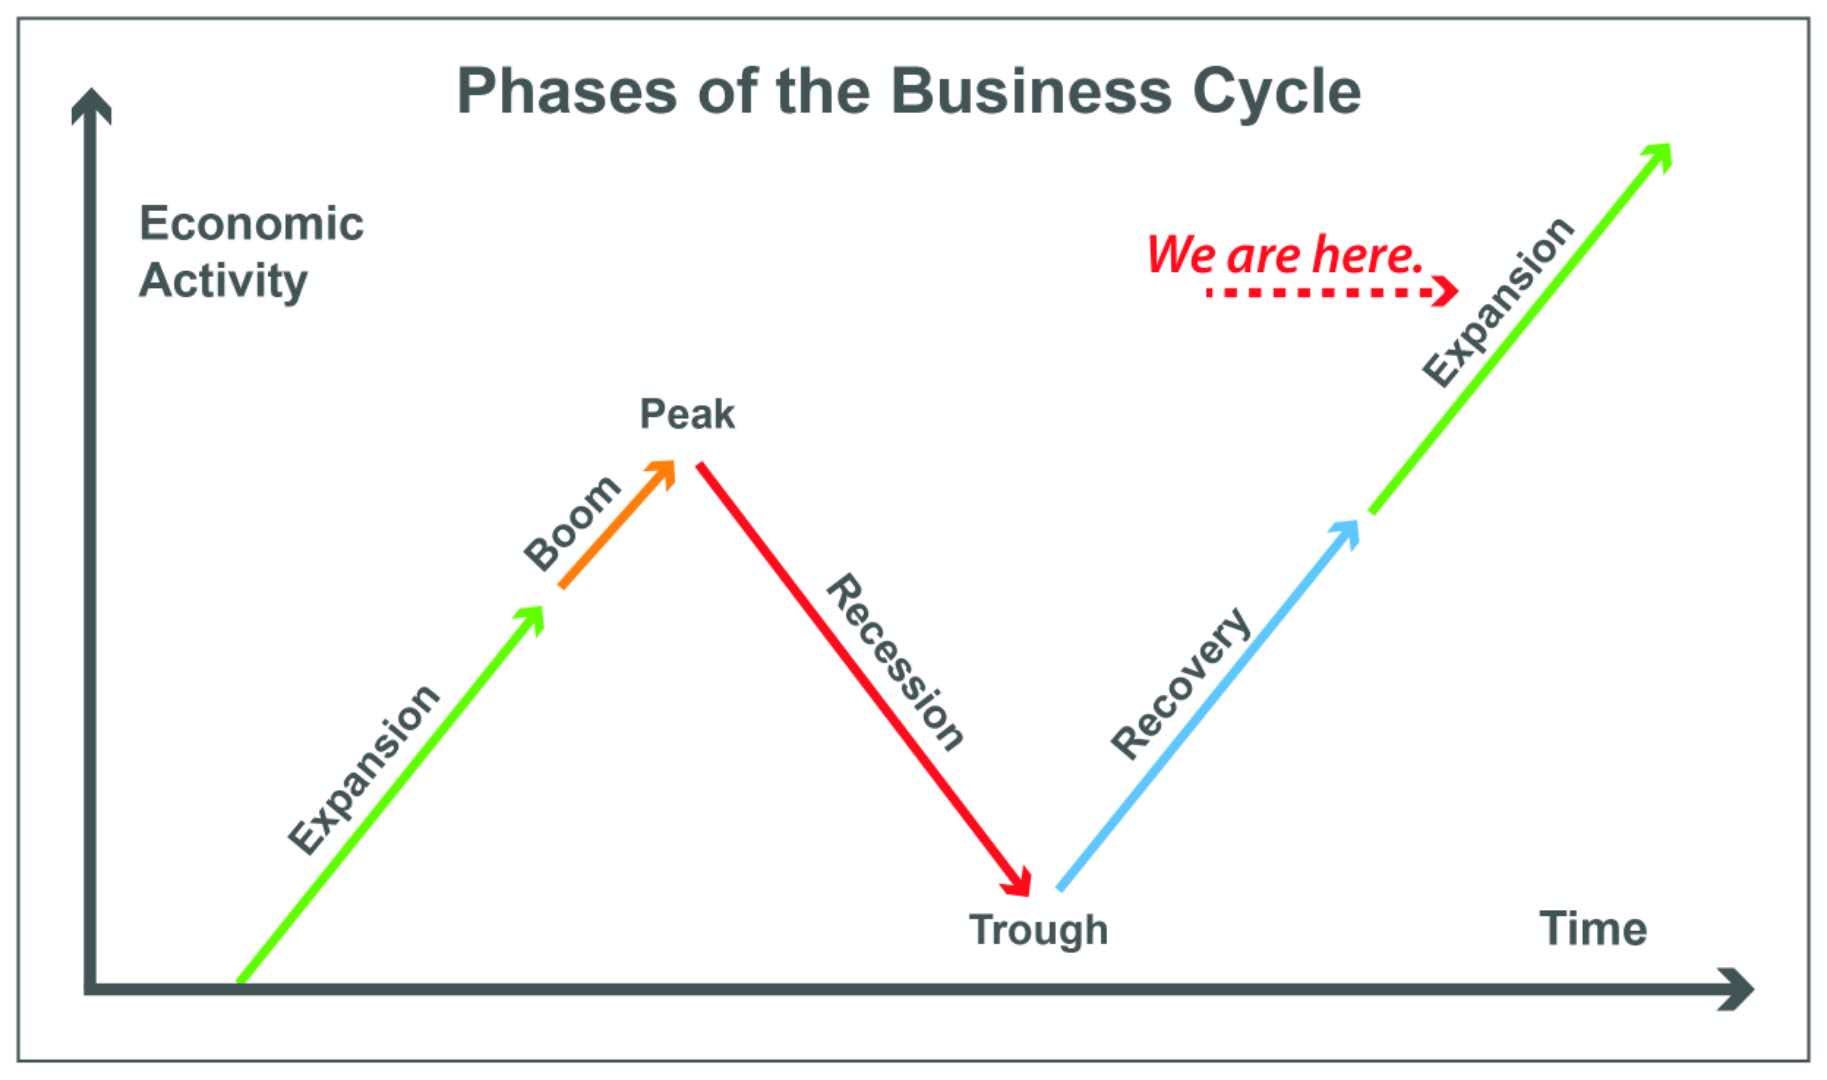 Phases of the Business Cycle
Economic
Activity
We are here.
Expansion
Peak
Boom
Recession
Recovery
Expansion
Trough
Time